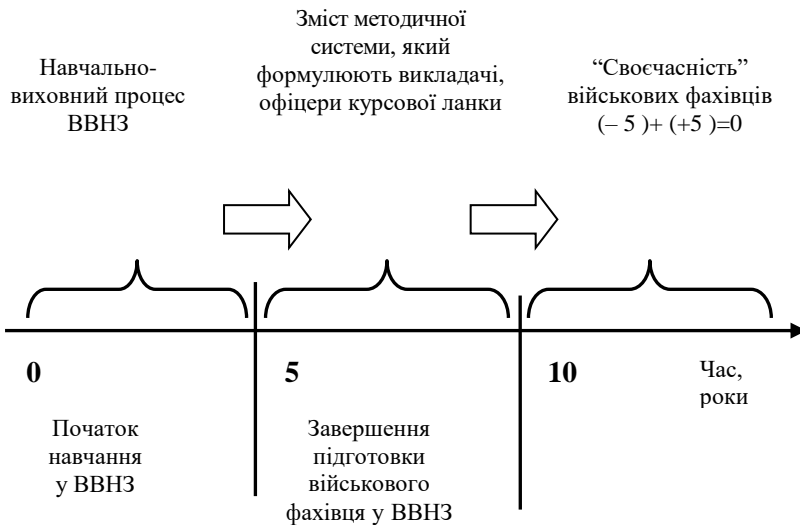 Навчально-
виховний процес
ВВНЗ
Зміст методичної
системи, який
формулюють викладачі,
офіцери курсової ланки
“Своєчасність”
військових фахівців
(– 5 )+ (+5 )=0
0
5
10
Час,
роки
Початок
навчання
у ВВНЗ
Завершення
підготовки
військового
фахівця у ВВНЗ